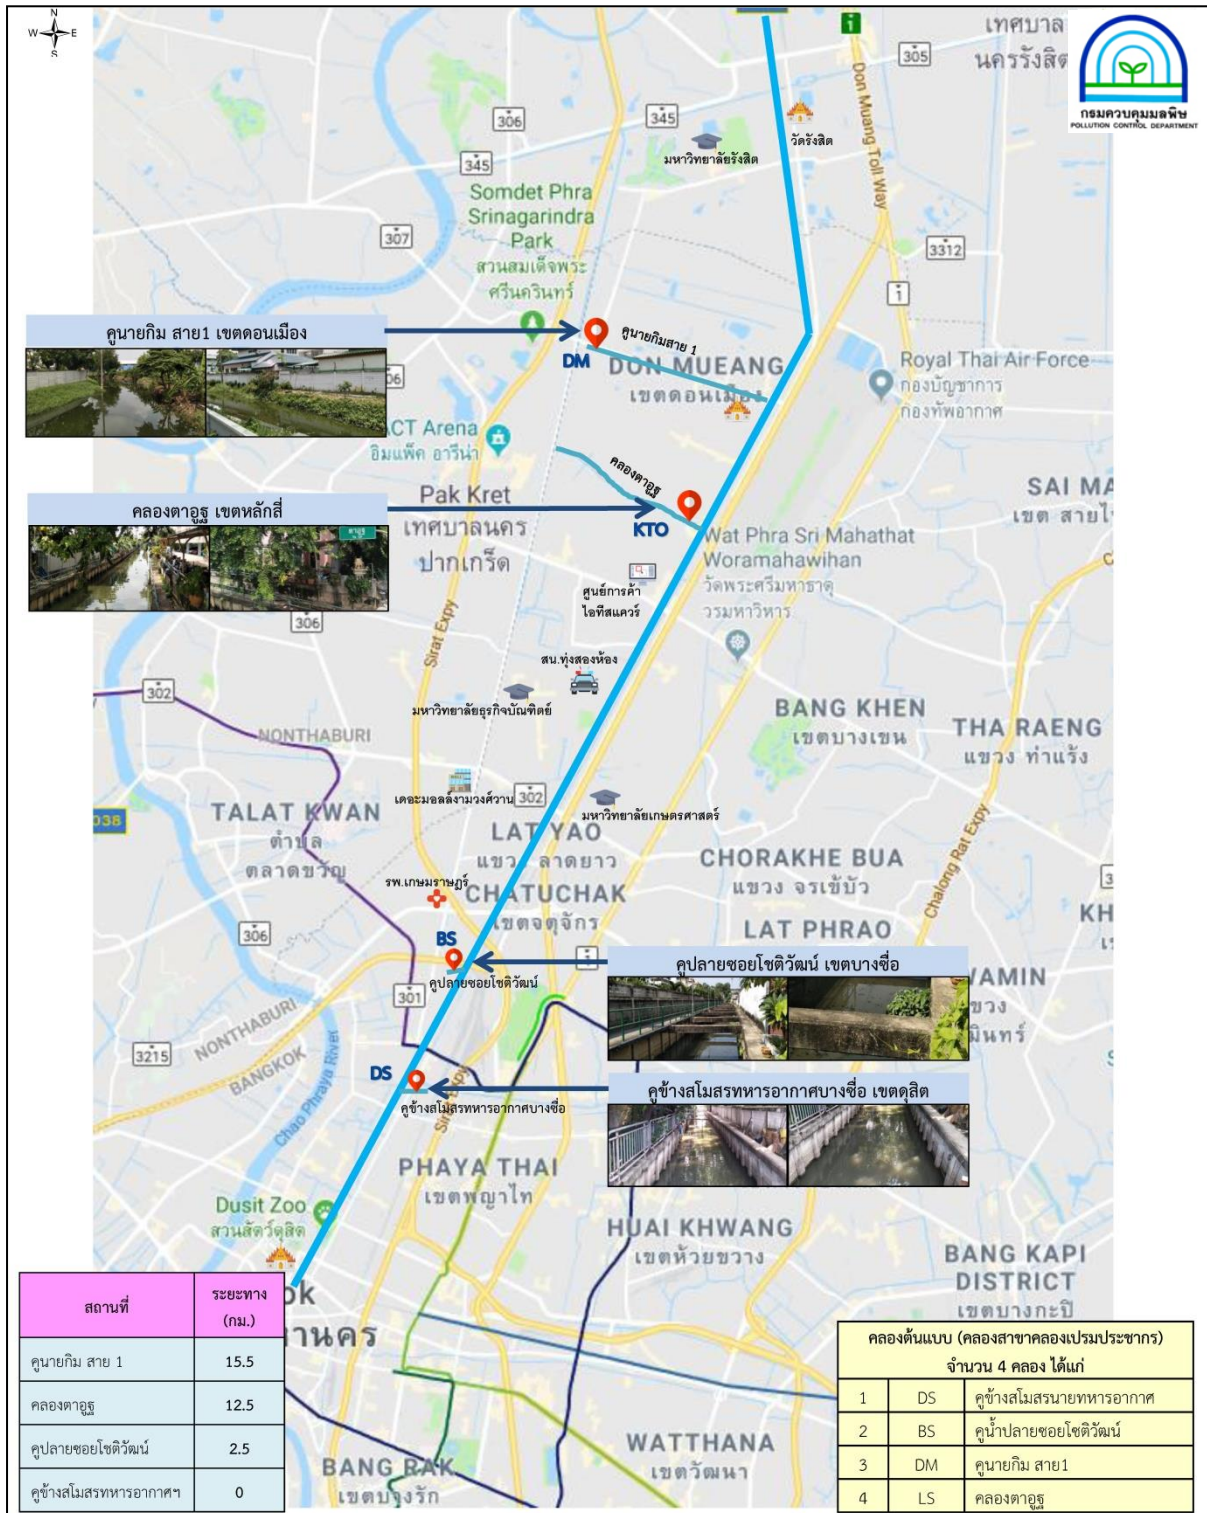 N
W E
S
1
305
เทศบาล
นครรังสิต
กรมควบคุมมลพิษ
POLLUTION CONTROL DEPARTMENT
Don Muang Toll Way
306
345
วัดรังสิต
มหาวิทยาลัยรังสิต
345
Somdet Phra
Srinagarindra
Park
สวนสมเด็จพระ
ศรีนครินทร์
307
3312
1
คูนายกิม สาย1 เขตดอนเมือง
คูนายกิมสาย 1
DM
DON MUEANG
เขตดอนเมือง
Royal Thai Air Force
กองบัญชาการ
กองทัพอากาศ
06
ACT Arena
อิมแพ็ค อารีน่า
คลองตาอูฐ
Pak Kret
เทศบาลนคร
ปากเกร็ด
SAI MA
เขต สายไ
คลองตาอูฐ เขตหลักสี่
KTO
Wat Phra Sri Mahathat
Woramahawihan
วัดพระศรีมหาธาตุ
วรมหาวิหาร
ศูนย์การค้า
ไอทีสแควร์
306
Sirat Expy
สน.ทุ่งสองห้อง
302
มหาวิทยาลัยธุรกิจบัณฑิตย์
BANG KHEN
เขตบางเขน
NONTHABURI
THA RAENG
แขวง ท่าแร้ง
เดอะมอลล์งามวงศ์วาน
302
มหาวิทยาลัยเกษตรศาสตร์
038
TALAT KWAN
ตำบล
ตลาดขวัญ
LAT YAO
แขวง ลาดยาว
CHORAKHE BUA
แขวง จรเข้บัว
Chalong Rat Expy
รพ.เกษมราษฎร์
CHATUCHAK
เขตจตุจักร
3
KH
LAT PHRAO
306
BS
คูปลายซอยโชติวัฒน์
1
คูปลายซอยโชติวัฒน์ เขตบางซื่อ
WAMIN
ขวง
มินทร์
301
NONTHABURI
BANGKOK
3215
Chao Phraya River
DS
คูข้างสโมสรทหารอากาศบางซื่อ
Sirat Expy
คูข้างสโมสรทหารอากาศบางซื่อ เขตดุสิต
PHAYA THAI
เขตพญาไท
Dusit Zoo
สวนสัตว์ดุสิต
HUAI KHWANG
เขตห้วยขวาง
BANG KAPI
DISTRICT
เขตบางกะปิ
ok
านคร
สถานที่ ระยะทาง (กม.)
คูนายกิม สาย 1 15.5
คลองตาอูฐ 12.5
คูปลายซอยโชติวัฒน์ 2.5
คูข้างสโมสรทหารอากาศฯ 0
BANG RAK
เขตบางรัก
WATTHANA
เขตวัฒนา
คลองต้นแบบ (คลองสาขาคลองเปรมประชากร)
จำนวน 4 คลอง ได้แก่
1 DS คูข้างสโมสรนายทหารอากาศ
2 BS คูน้ำปลายซอยโชติวัฒน์
3 DM คูนายกิม สาย1
4 LS คลองตาอูฐ